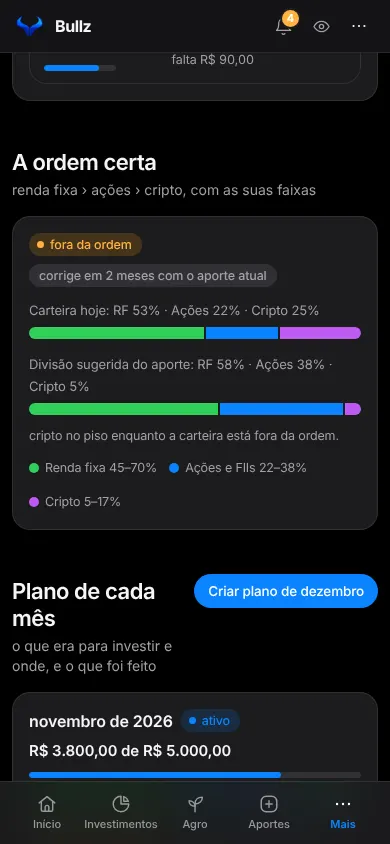 Bullz
4
falta R$ 90,00
A ordem certa
renda fixa › ações › cripto, com as suas faixas
fora da ordem
corrige em 2 meses com o aporte atual
Carteira hoje: RF 53% · Ações 22% · Cripto 25%
Divisão sugerida do aporte: RF 58% · Ações 38% ·
Cripto 5%
cripto no piso enquanto a carteira está fora da ordem.
Renda fixa 45–70%
Ações e FIIs 22–38%
Cripto 5–17%
Plano de cada
mês
Criar plano de dezembro
o que era para investir e
onde, e o que foi feito
novembro de 2026
ativo
R$ 3.800,00 de R$ 5.000,00
Início
Investimentos
Agro
Aportes
Mais